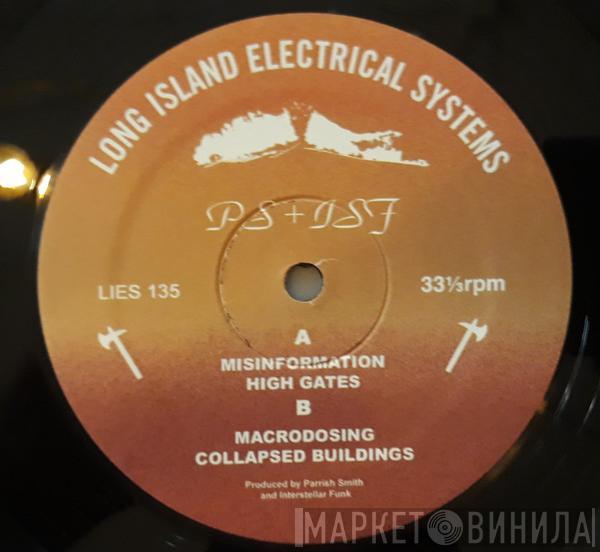 LONG ISLAND ELECTRICAL SYSTEMS
PS + ISF
LIES 135
33⅓rpm
A
MISINFORMATION
HIGH GATES
B
MACRODOSING
COLLAPSED BUILDINGS
Produced by Parrish Smith
and Interstellar Funk
МАРКЕТ ВИНИЛА